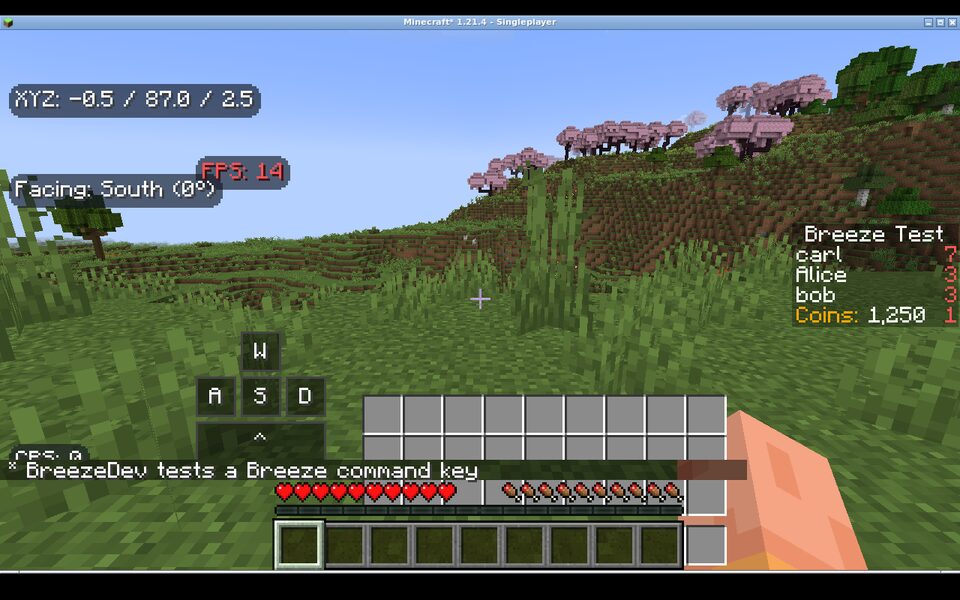 Minecraft* 1.21.4 - Singleplayer
XYZ: -0.5 / 87.0 / 2.5
FPS: 14
Facing: South (0°)
Breeze Test
carl 7
Alice 3
bob 3
Coins: 1,250 1
W
A S D
^
CPS: 0
* BreezeDev tests a Breeze command key